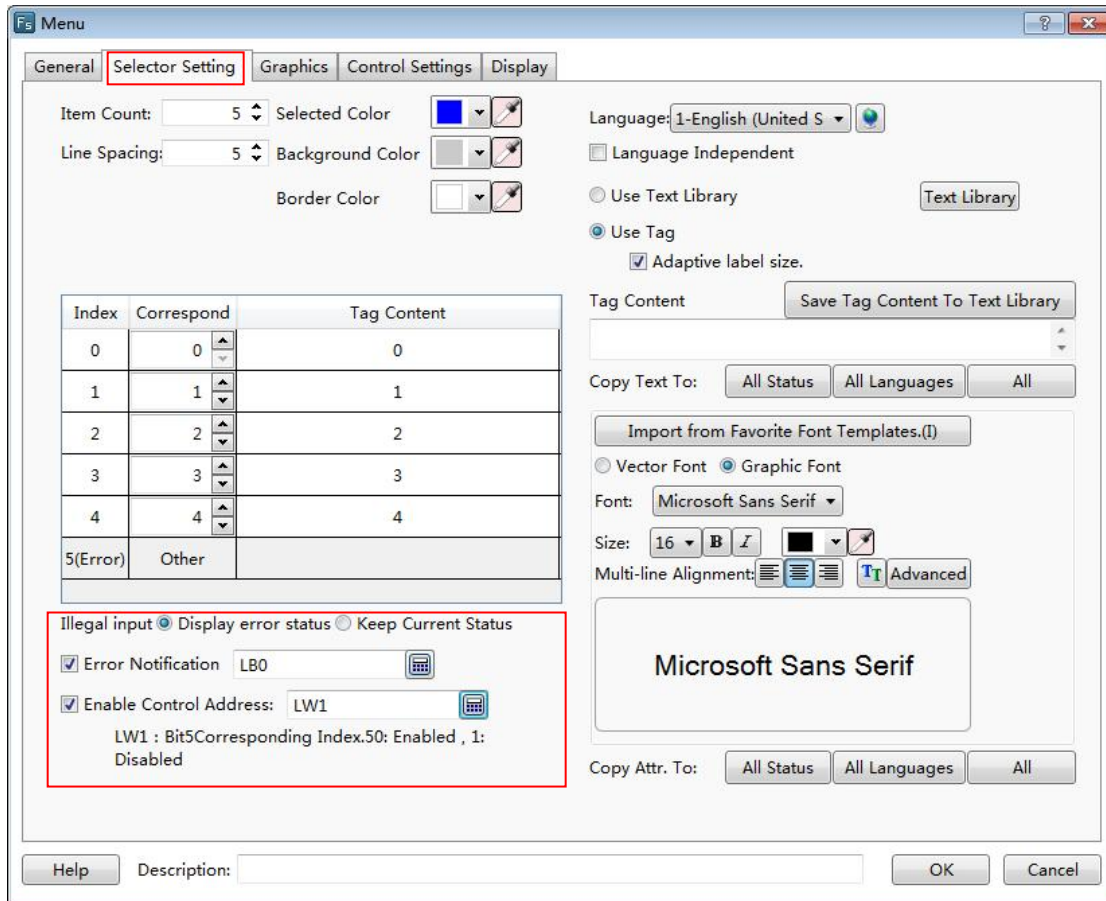 Fs Menu
General Selector Setting Graphics Control Settings Display
Item Count: 5 Selected Color
Line Spacing: 5 Background Color
Border Color
Language: 1-English (United S
Language Independent
Use Text Library Text Library
Use Tag
Adaptive label size.
Index Correspond Tag Content
0 0 0
1 1 1
2 2 2
3 3 3
4 4 4
5(Error) Other
Tag Content Save Tag Content To Text Library
Copy Text To: All Status All Languages All
Import from Favorite Font Templates.(I)
Vector Font Graphic Font
Font: Microsoft Sans Serif
Size: 16 B I
Multi-line Alignment: TT Advanced
Microsoft Sans Serif
Copy Attr. To: All Status All Languages All
Illegal input Display error status Keep Current Status
Error Notification LB0
Enable Control Address: LW1
LW1 : Bit5Corresponding Index.50: Enabled , 1:
Disabled
Help Description: OK Cancel